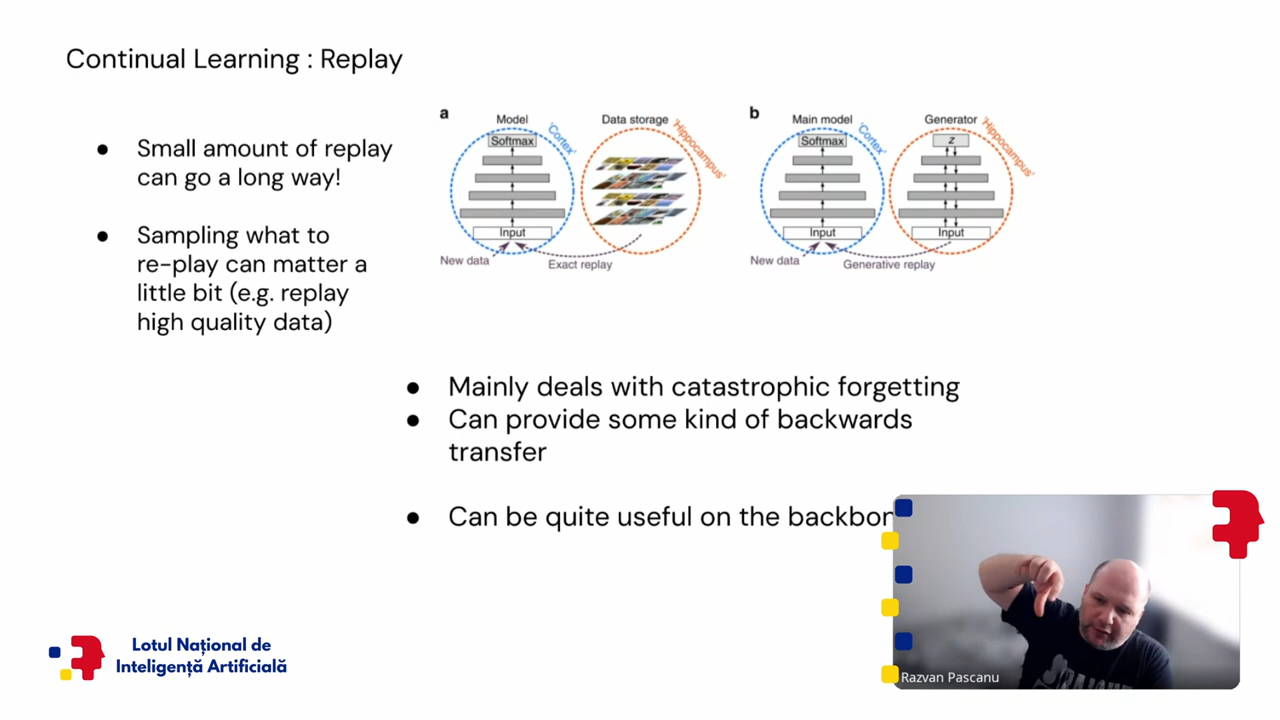 Continual Learning : Replay
● Small amount of replay
can go a long way!
● Sampling what to
re-play can matter a
little bit (e.g. replay
high quality data)
a
Model
'Cortex'
Softmax
Input
New data
Data storage
'Hippocampus'
Exact replay
b
Main model
'Cortex'
Softmax
Input
New data
Generator
'Hippocampus'
z
Input
Generative replay
● Mainly deals with catastrophic forgetting
● Can provide some kind of backwards
transfer
● Can be quite useful on the backbon
Lotul Național de
Inteligență Artificială
Razvan Pascanu